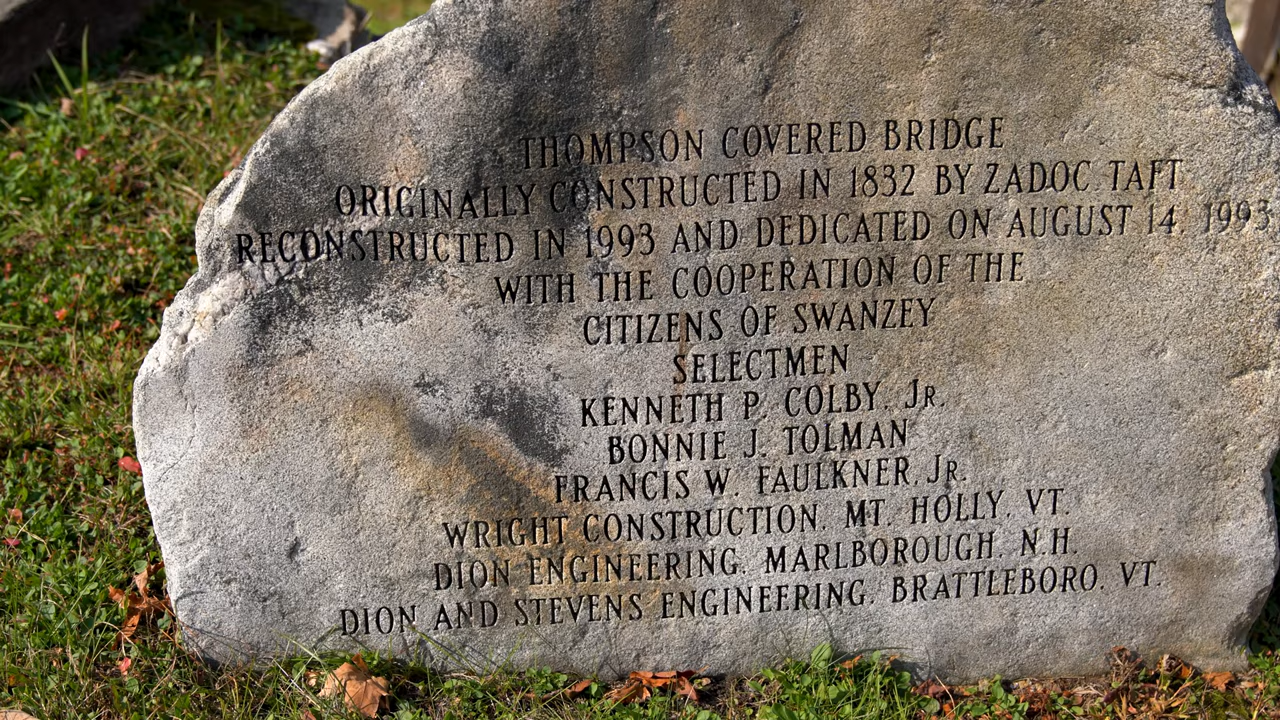 THOMPSON COVERED BRIDGE
ORIGINALLY CONSTRUCTED IN 1832 BY ZADOC TAFT
RECONSTRUCTED IN 1993 AND DEDICATED ON AUGUST 14, 1993
WITH THE COOPERATION OF THE
CITIZENS OF SWANZEY
SELECTMEN
KENNETH P. COLBY, JR.
BONNIE J. TOLMAN
FRANCIS W. FAULKNER, JR.
WRIGHT CONSTRUCTION, MT. HOLLY, VT.
DION ENGINEERING, MARLBOROUGH, N.H.
DION AND STEVENS ENGINEERING, BRATTLEBORO, VT.